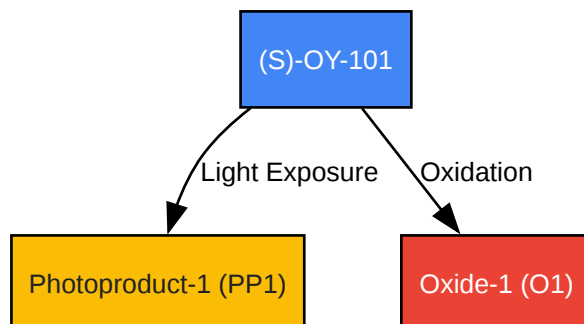 (S)-OY-101
Light Exposure
Oxidation
Photoproduct-1 (PP1)
Oxide-1 (O1)